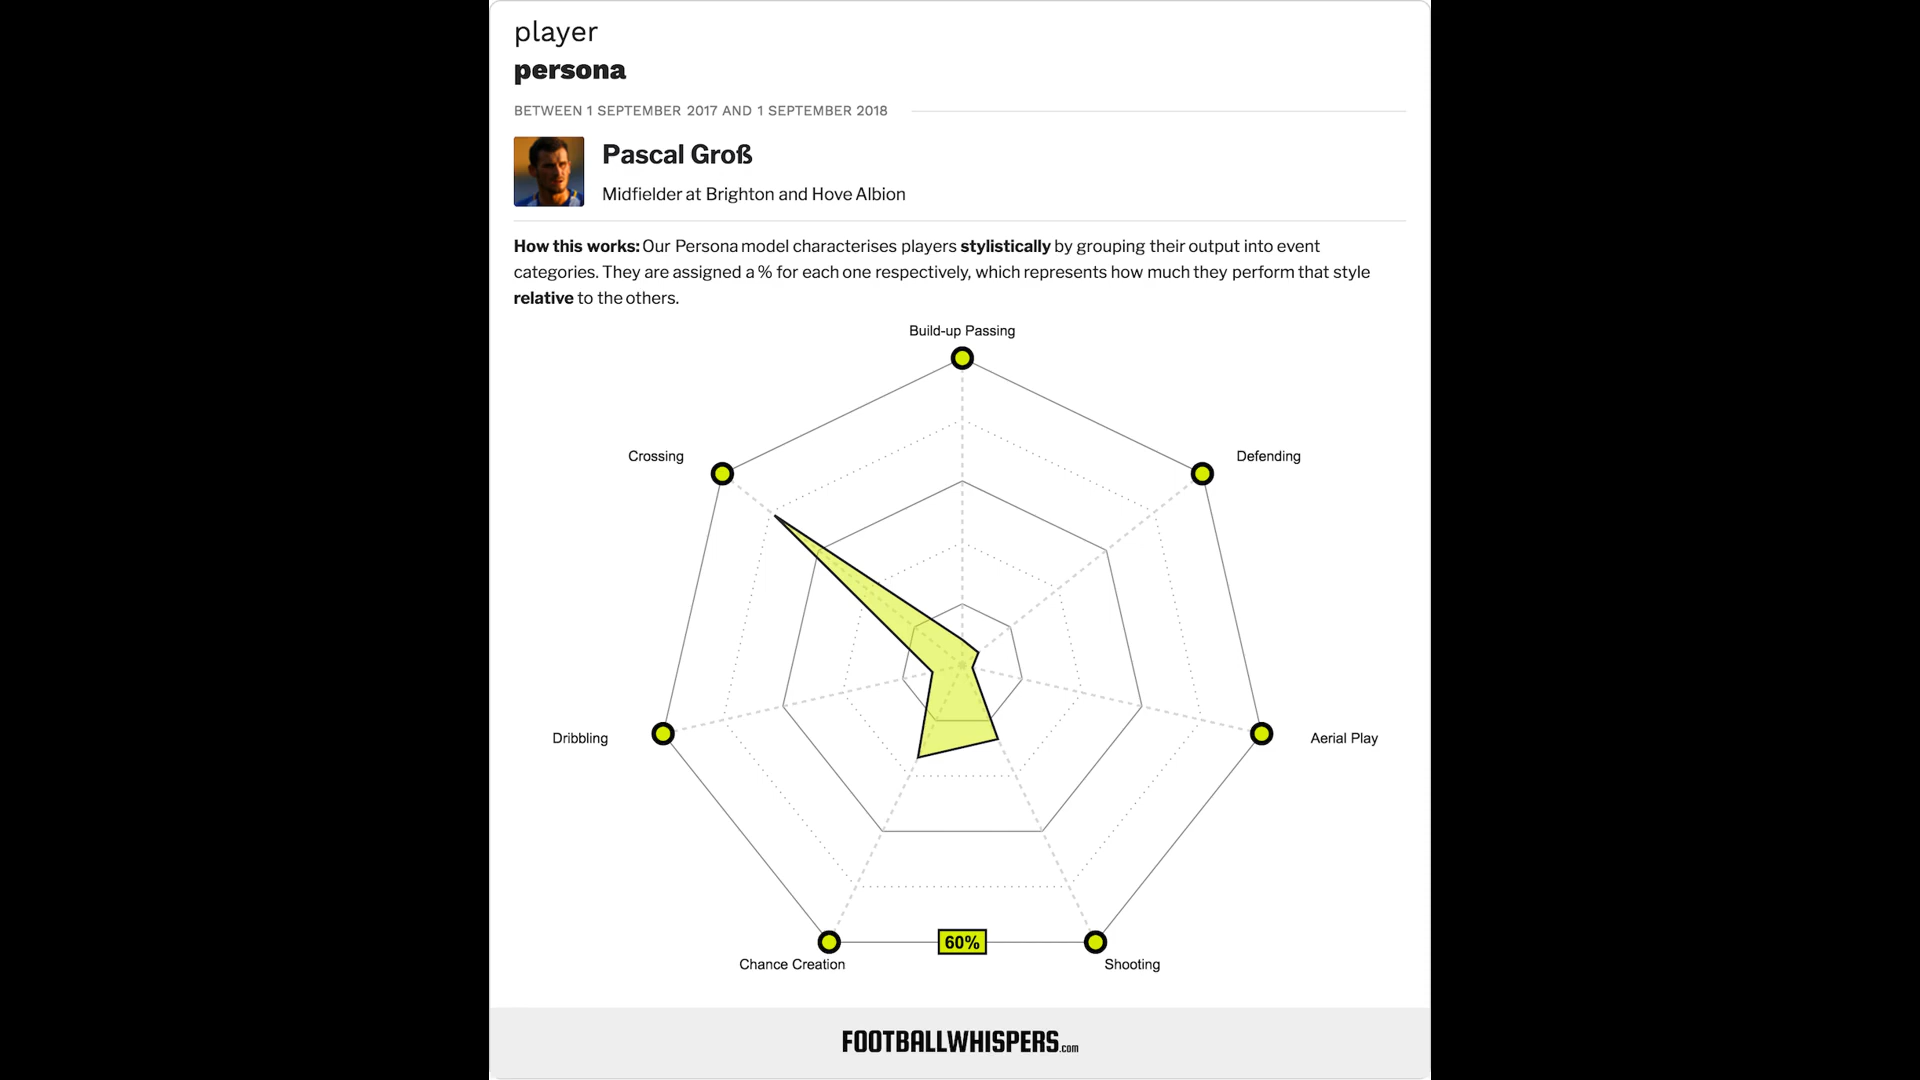 player
persona
BETWEEN 1 SEPTEMBER 2017 AND 1 SEPTEMBER 2018
Pascal Groß
Midfielder at Brighton and Hove Albion
How this works: Our Persona model characterises players stylistically by grouping their output into event
categories. They are assigned a % for each one respectively, which represents how much they perform that style
relative to the others.
Build-up Passing
Crossing
Defending
Dribbling
Aerial Play
60%
Chance Creation
Shooting
FOOTBALLWHISPERS.com